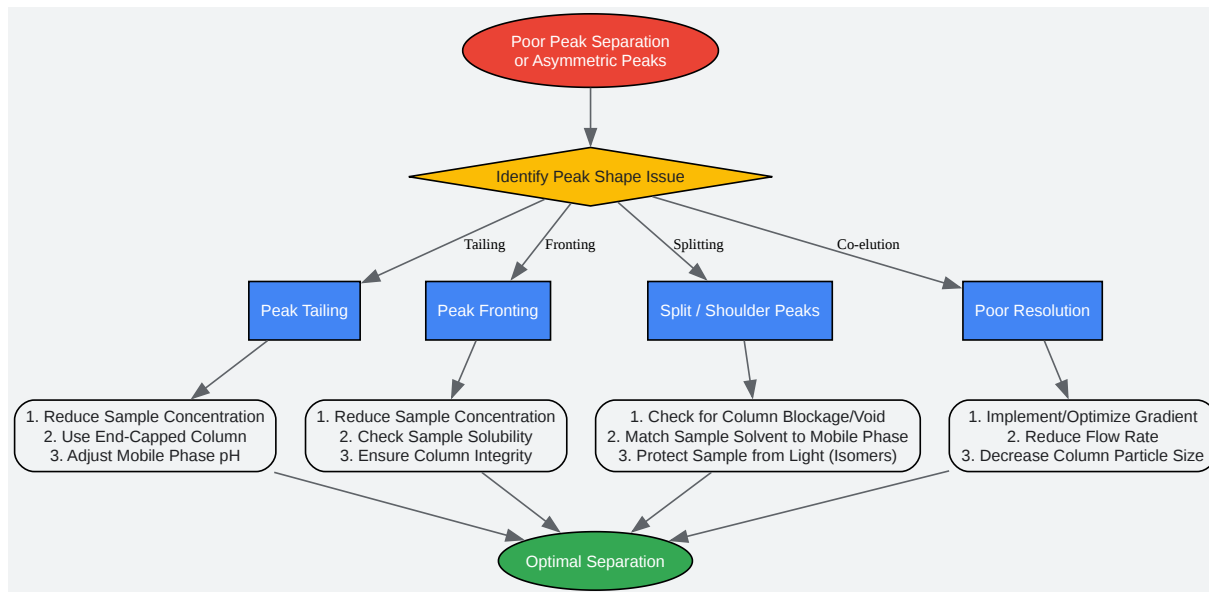 Poor Peak Separation
or Asymmetric Peaks
Identify Peak Shape Issue
Tailing
Fronting
Splitting
Co-elution
Peak Tailing
Peak Fronting
Split / Shoulder Peaks
Poor Resolution
1. Reduce Sample Concentration
2. Use End-Capped Column
3. Adjust Mobile Phase pH
1. Reduce Sample Concentration
2. Check Sample Solubility
3. Ensure Column Integrity
1. Check for Column Blockage/Void
2. Match Sample Solvent to Mobile Phase
3. Protect Sample from Light (Isomers)
1. Implement/Optimize Gradient
2. Reduce Flow Rate
3. Decrease Column Particle Size
Optimal Separation